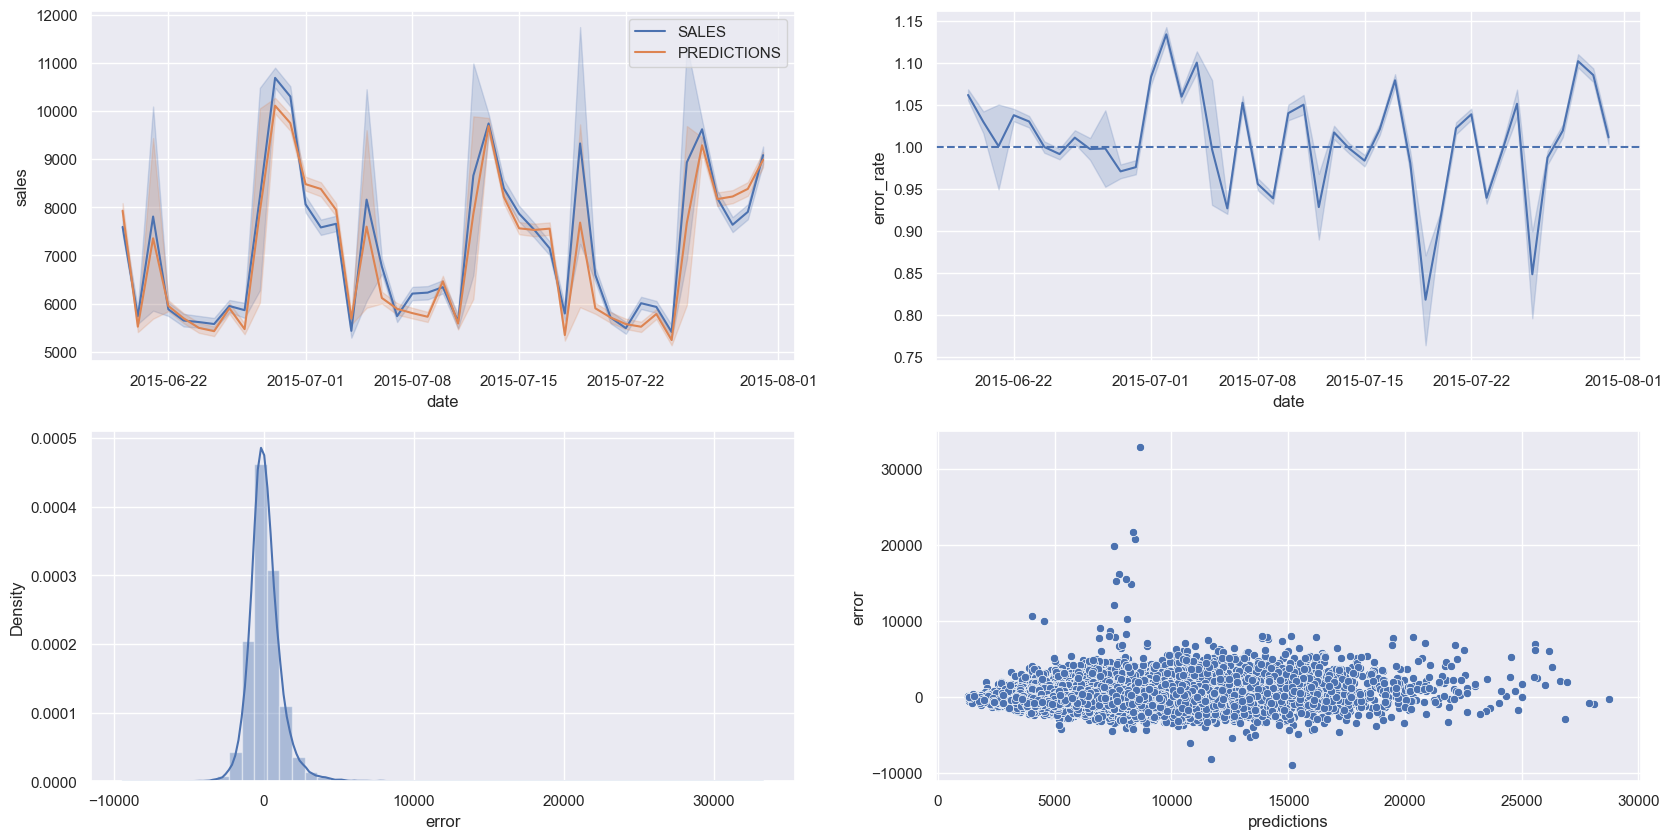 12000
11000
10000
9000
8000
7000
6000
5000
sales
SALES
PREDICTIONS
2015-06-22 2015-07-01 2015-07-08 2015-07-15 2015-07-22 2015-08-01
date
1.15
1.10
1.05
1.00
0.95
0.90
0.85
0.80
0.75
error_rate
2015-06-22 2015-07-01 2015-07-08 2015-07-15 2015-07-22 2015-08-01
date
0.0005
0.0004
0.0003
0.0002
0.0001
0.0000
Density
−10000 0 10000 20000 30000
error
30000
20000
10000
0
−10000
error
0 5000 10000 15000 20000 25000 30000
predictions